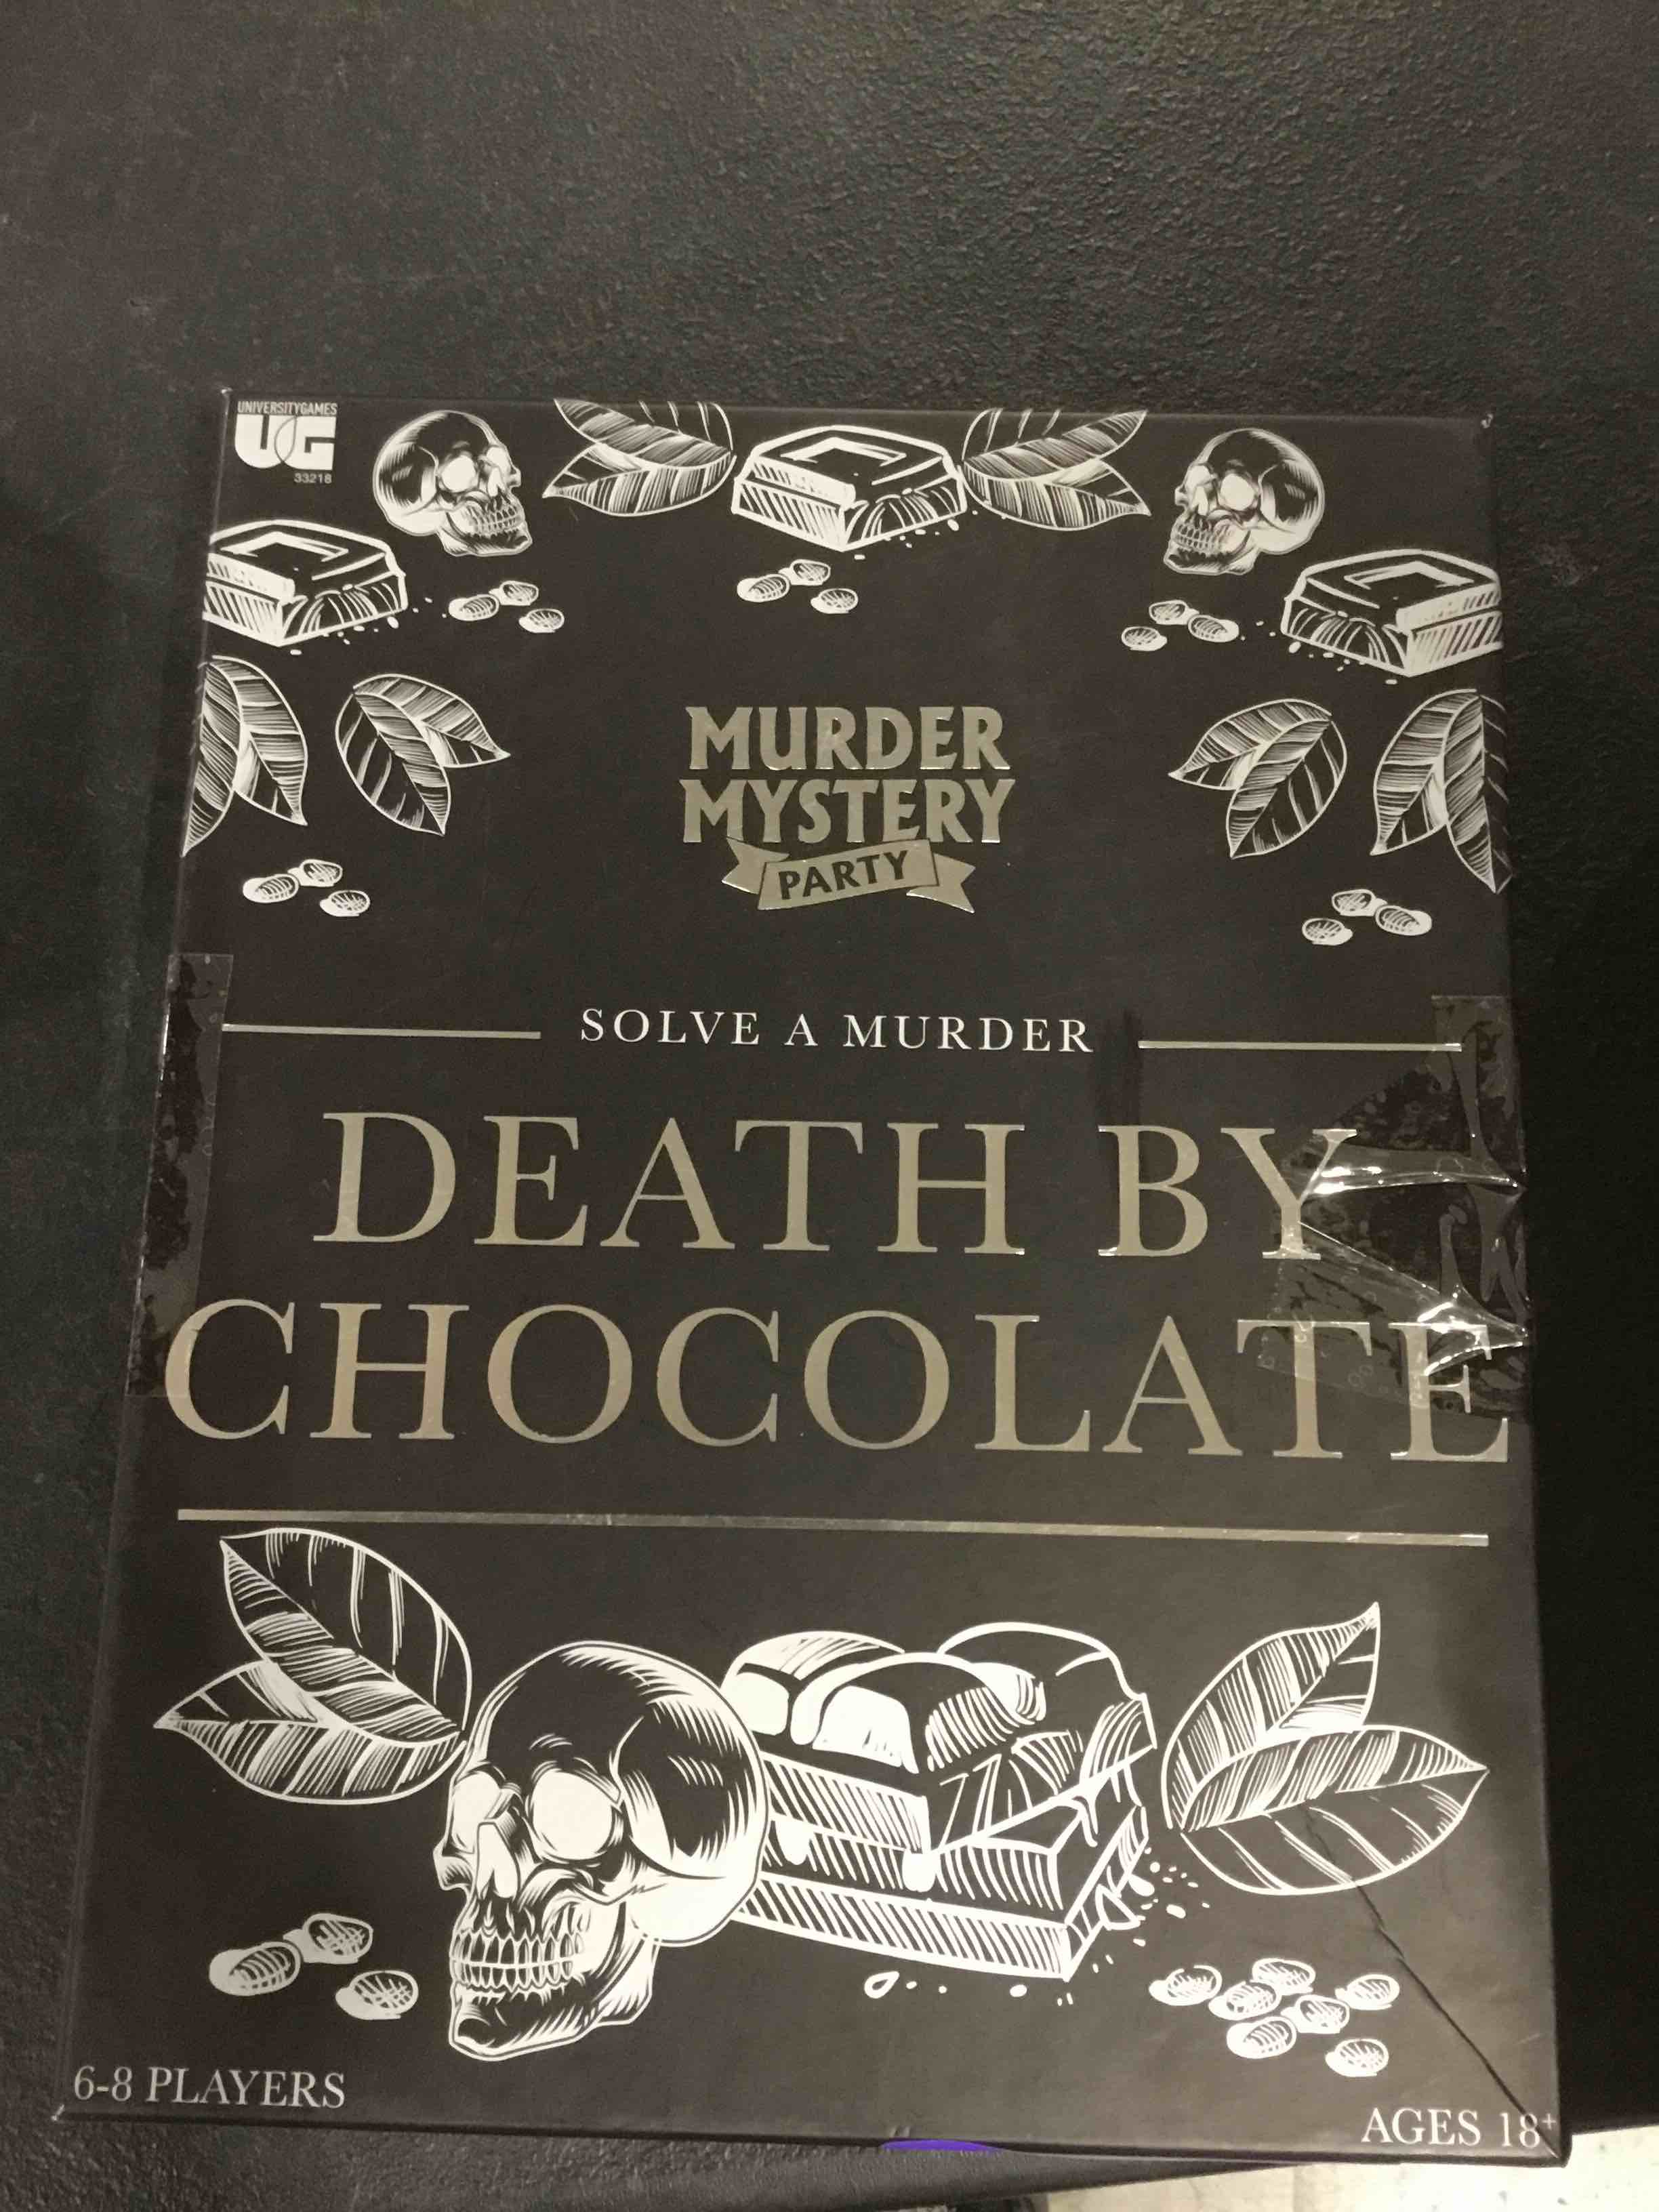 UNIVERSITYGAMES
UG
33218
MURDER
MYSTERY
PARTY
SOLVE A MURDER
DEATH BY
CHOCOLATE
6-8 PLAYERS
AGES 18+